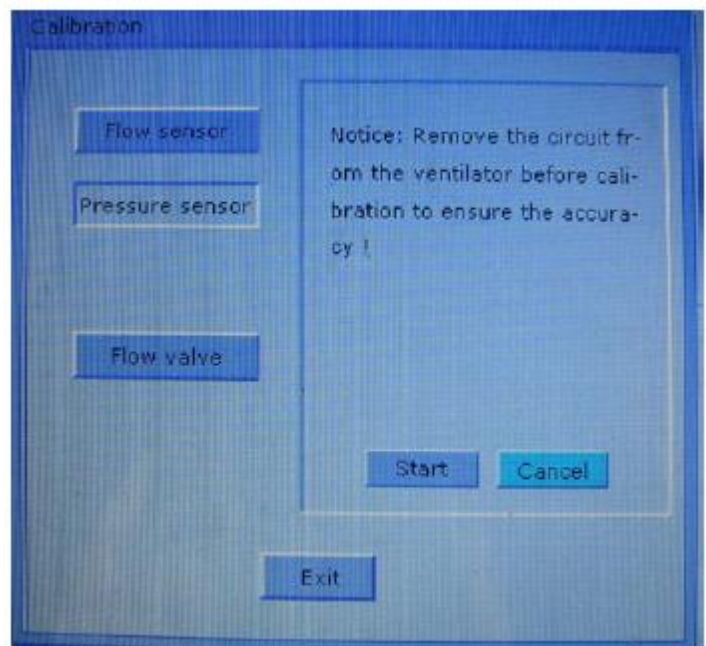 Calibration
Flow sensor
Pressure sensor
Flow valve
Notice: Remove the circuit fr-
om the ventilator before cali-
bration to ensure the accura-
cy !
Start
Cancel
Exit